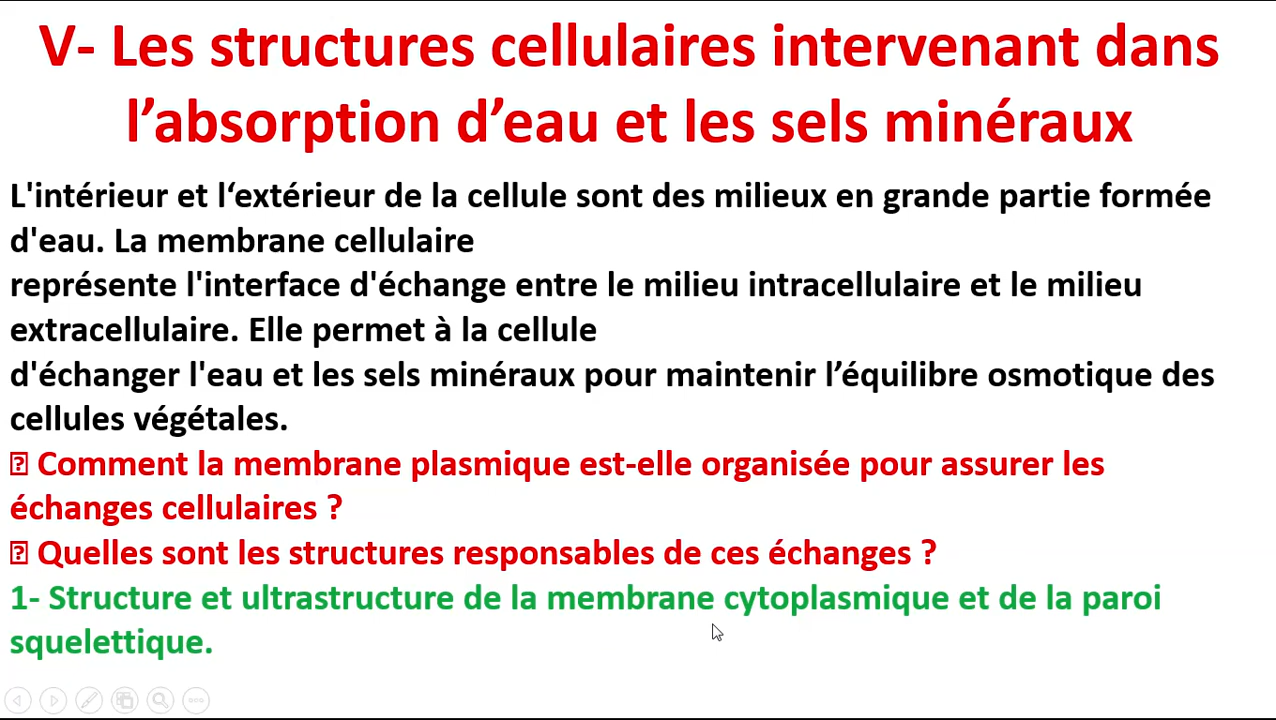 V- Les structures cellulaires intervenant dans
l’absorption d’eau et les sels minéraux
L'intérieur et l‘extérieur de la cellule sont des milieux en grande partie formée
d'eau. La membrane cellulaire
représente l'interface d'échange entre le milieu intracellulaire et le milieu
extracellulaire. Elle permet à la cellule
d'échanger l'eau et les sels minéraux pour maintenir l’équilibre osmotique des
cellules végétales.
⍰ Comment la membrane plasmique est-elle organisée pour assurer les
échanges cellulaires ?
⍰ Quelles sont les structures responsables de ces échanges ?
1- Structure et ultrastructure de la membrane cytoplasmique et de la paroi
squelettique.